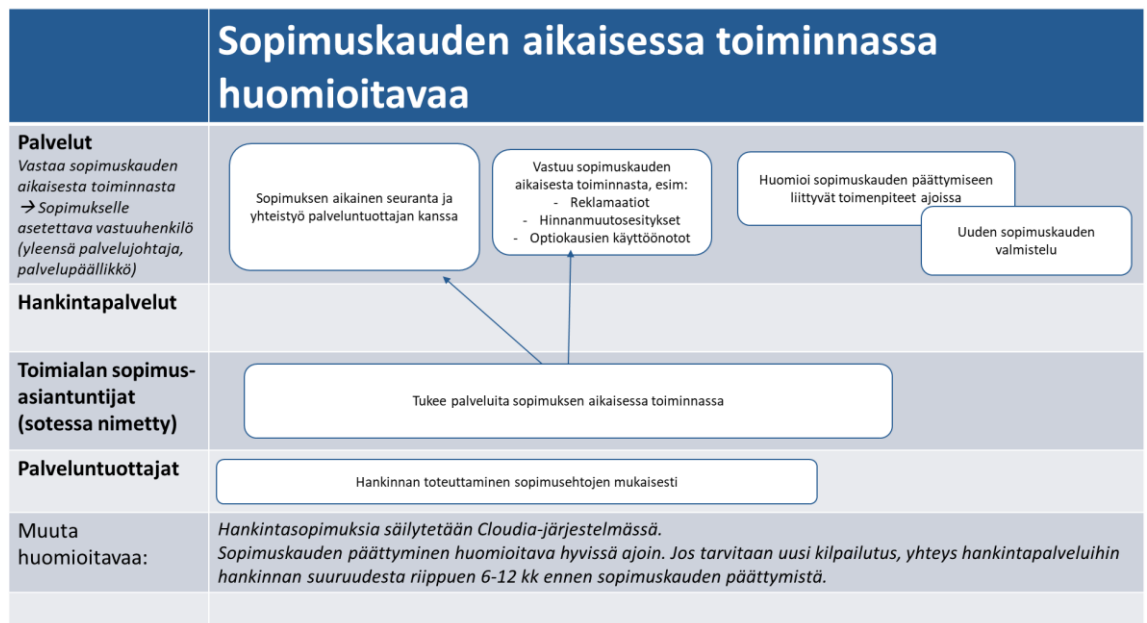 Sopimuskauden aikaisessa toiminnassa
huomioitavaa
Palvelut
Vastaa sopimuskauden
aikaisesta toiminnasta
→ Sopimukselle
asetettava vastuuhenkilö
(yleensä palvelujohtaja,
palvelupäällikkö)
Sopimuksen aikainen seuranta ja
yhteistyö palveluntuottajan kanssa
Vastuu sopimuskauden
aikaisesta toiminnasta, esim:
- Reklamaatiot
- Hinnanmuutosesitykset
- Optiokausien käyttöönotot
Huomioi sopimuskauden päättymiseen
liittyvät toimenpiteet ajoissa
Uuden sopimuskauden
valmistelu
Hankintapalvelut
Toimialan sopimus-
asiantuntijat
(sotessa nimetty)
Tukee palveluita sopimuksen aikaisessa toiminnassa
Palveluntuottajat
Hankinnan toteuttaminen sopimusehtojen mukaisesti
Muuta
huomioitavaa:
Hankintasopimuksia säilytetään Cloudia-järjestelmässä.
Sopimuskauden päättyminen huomioitava hyvissä ajoin. Jos tarvitaan uusi kilpailutus, yhteys hankintapalveluihin
hankinnan suuruudesta riippuen 6-12 kk ennen sopimuskauden päättymistä.